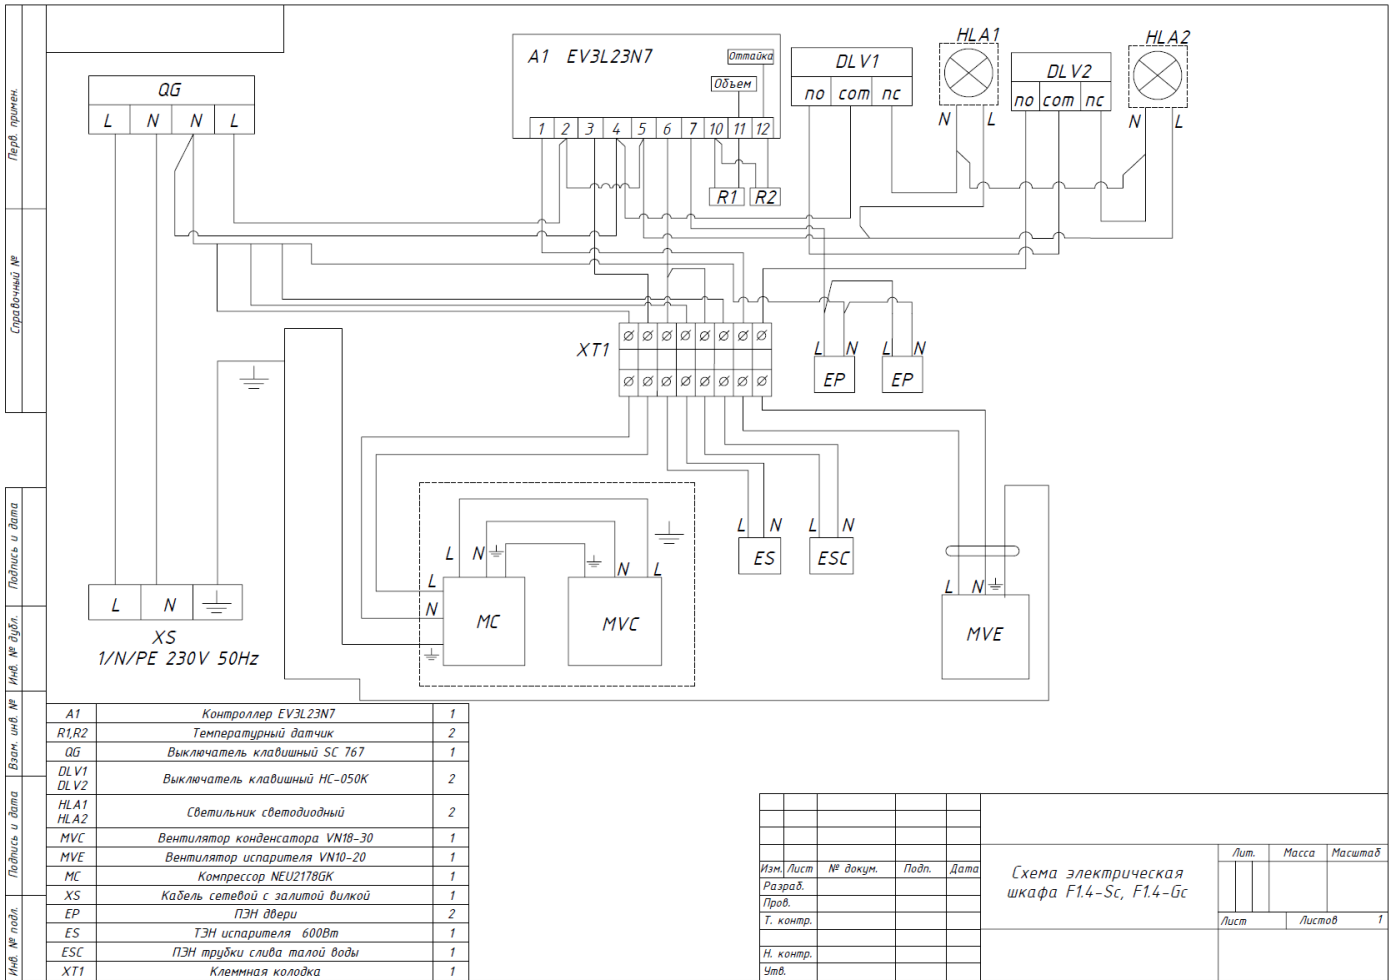 Перв. примен.
Справочный №
Подпись и дата
Инв. № дубл.
Взам. инв. №
Подпись и дата
Инв. № подл.
QG
L N N L
A1 EV3L23N7
Оттайка
Объем
1 2 3 4 5 6 7 10 11 12
R1 R2
DLV1
no com nc
HLA1
N L
DLV2
no com nc
HLA2
N L
XT1
L N L N
EP EP
L N L N
ES ESC
L N
N L
L
N
MC MVC
L N
MVE
L N
XS
1/N/PE 230V 50Hz
A1 Контроллер EV3L23N7 1
R1,R2 Температурный датчик 2
QG Выключатель клавишный SC 767 1
DLV1
DLV2 Выключатель клавишный HC-050K 2
HLA1
HLA2 Светильник светодиодный 2
MVC Вентилятор конденсатора VN18-30 1
MVE Вентилятор испарителя VN10-20 1
MC Компрессор NEU2178GK 1
XS Кабель сетевой с залитой вилкой 1
EP ПЭН двери 2
ES ТЭН испарителя 600Вт 1
ESC ПЭН трубки слива талой воды 1
XT1 Клеммная колодка 1
Изм. Лист № докум. Подп. Дата
Разраб.
Пров.
Т. контр.
Н. контр.
Утв.
Схема электрическая
шкафа F1.4-Sc, F1.4-Gc
Лит. Масса Масштаб
Лист Листов 1